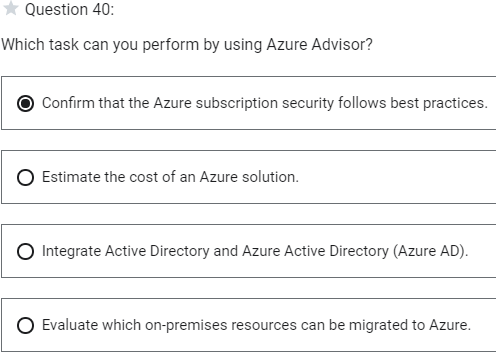 Question 40:
Which task can you perform by using Azure Advisor?
Confirm that the Azure subscription security follows best practices.
Estimate the cost of an Azure solution.
Integrate Active Directory and Azure Active Directory (Azure AD).
Evaluate which on-premises resources can be migrated to Azure.